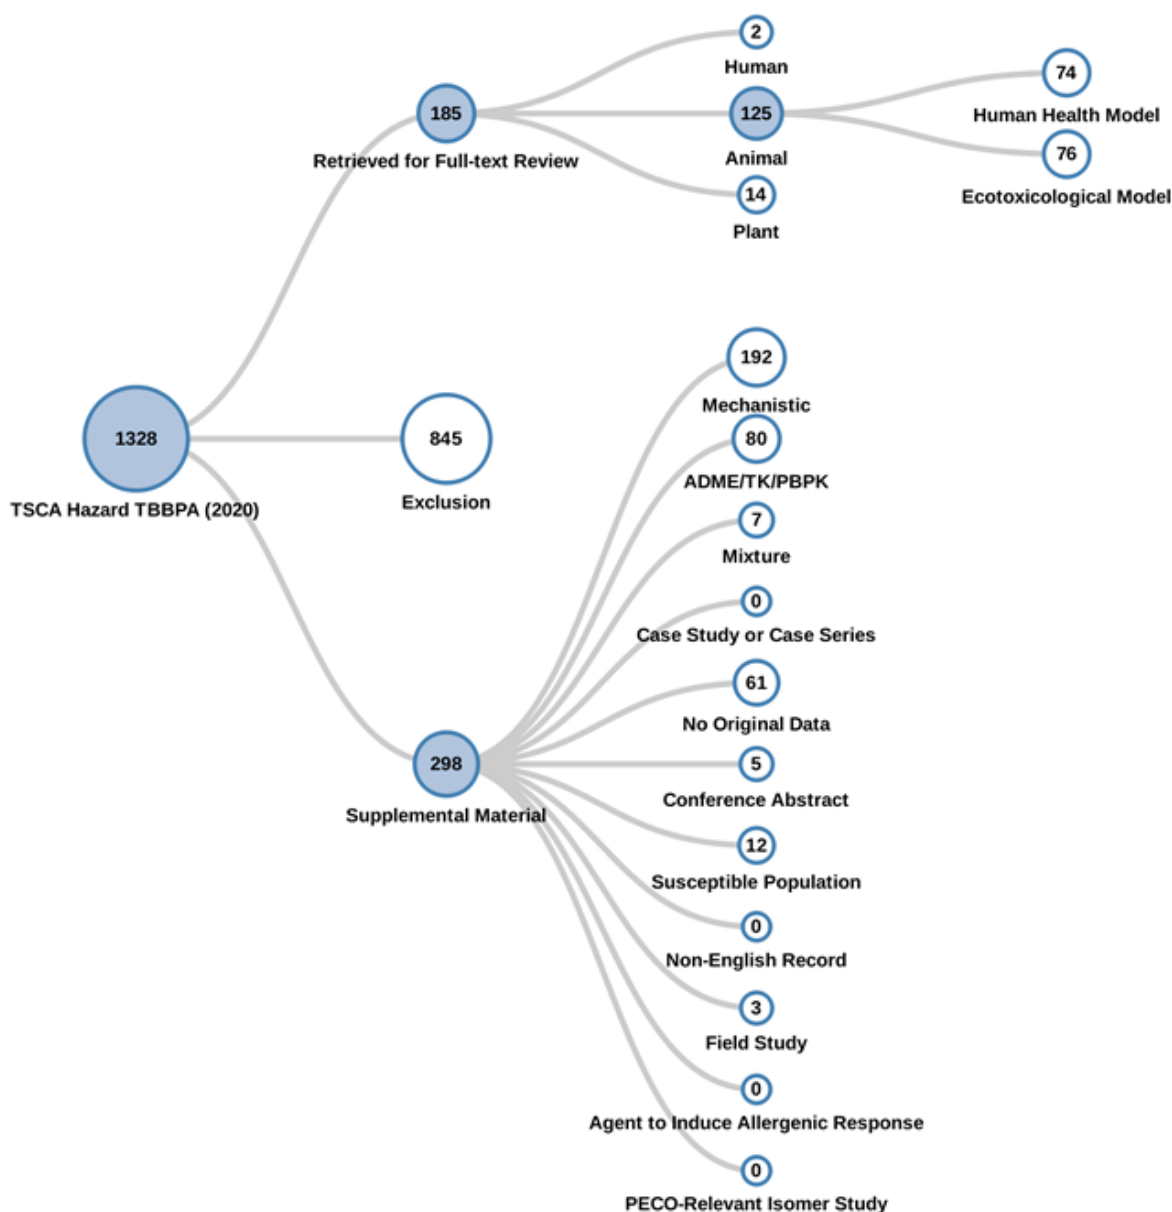 2
Human
74
Human Health Model
185
Retrieved for Full-text Review
125
Animal
76
Ecotoxicological Model
14
Plant
192
Mechanistic
1328
TSCA Hazard TBBPA (2020)
845
Exclusion
80
ADME/TK/PBPK
7
Mixture
0
Case Study or Case Series
61
No Original Data
298
Supplemental Material
5
Conference Abstract
12
Susceptible Population
0
Non-English Record
3
Field Study
0
Agent to Induce Allergenic Response
0
PECO-Relevant Isomer Study